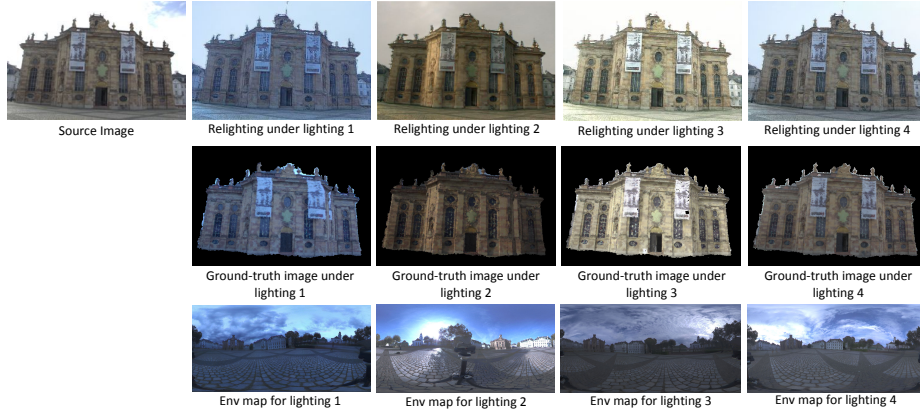 Source Image
Relighting under lighting 1
Relighting under lighting 2
Relighting under lighting 3
Relighting under lighting 4
Ground-truth image under
lighting 1
Ground-truth image under
lighting 2
Ground-truth image under
lighting 3
Ground-truth image under
lighting 4
Env map for lighting 1
Env map for lighting 2
Env map for lighting 3
Env map for lighting 4